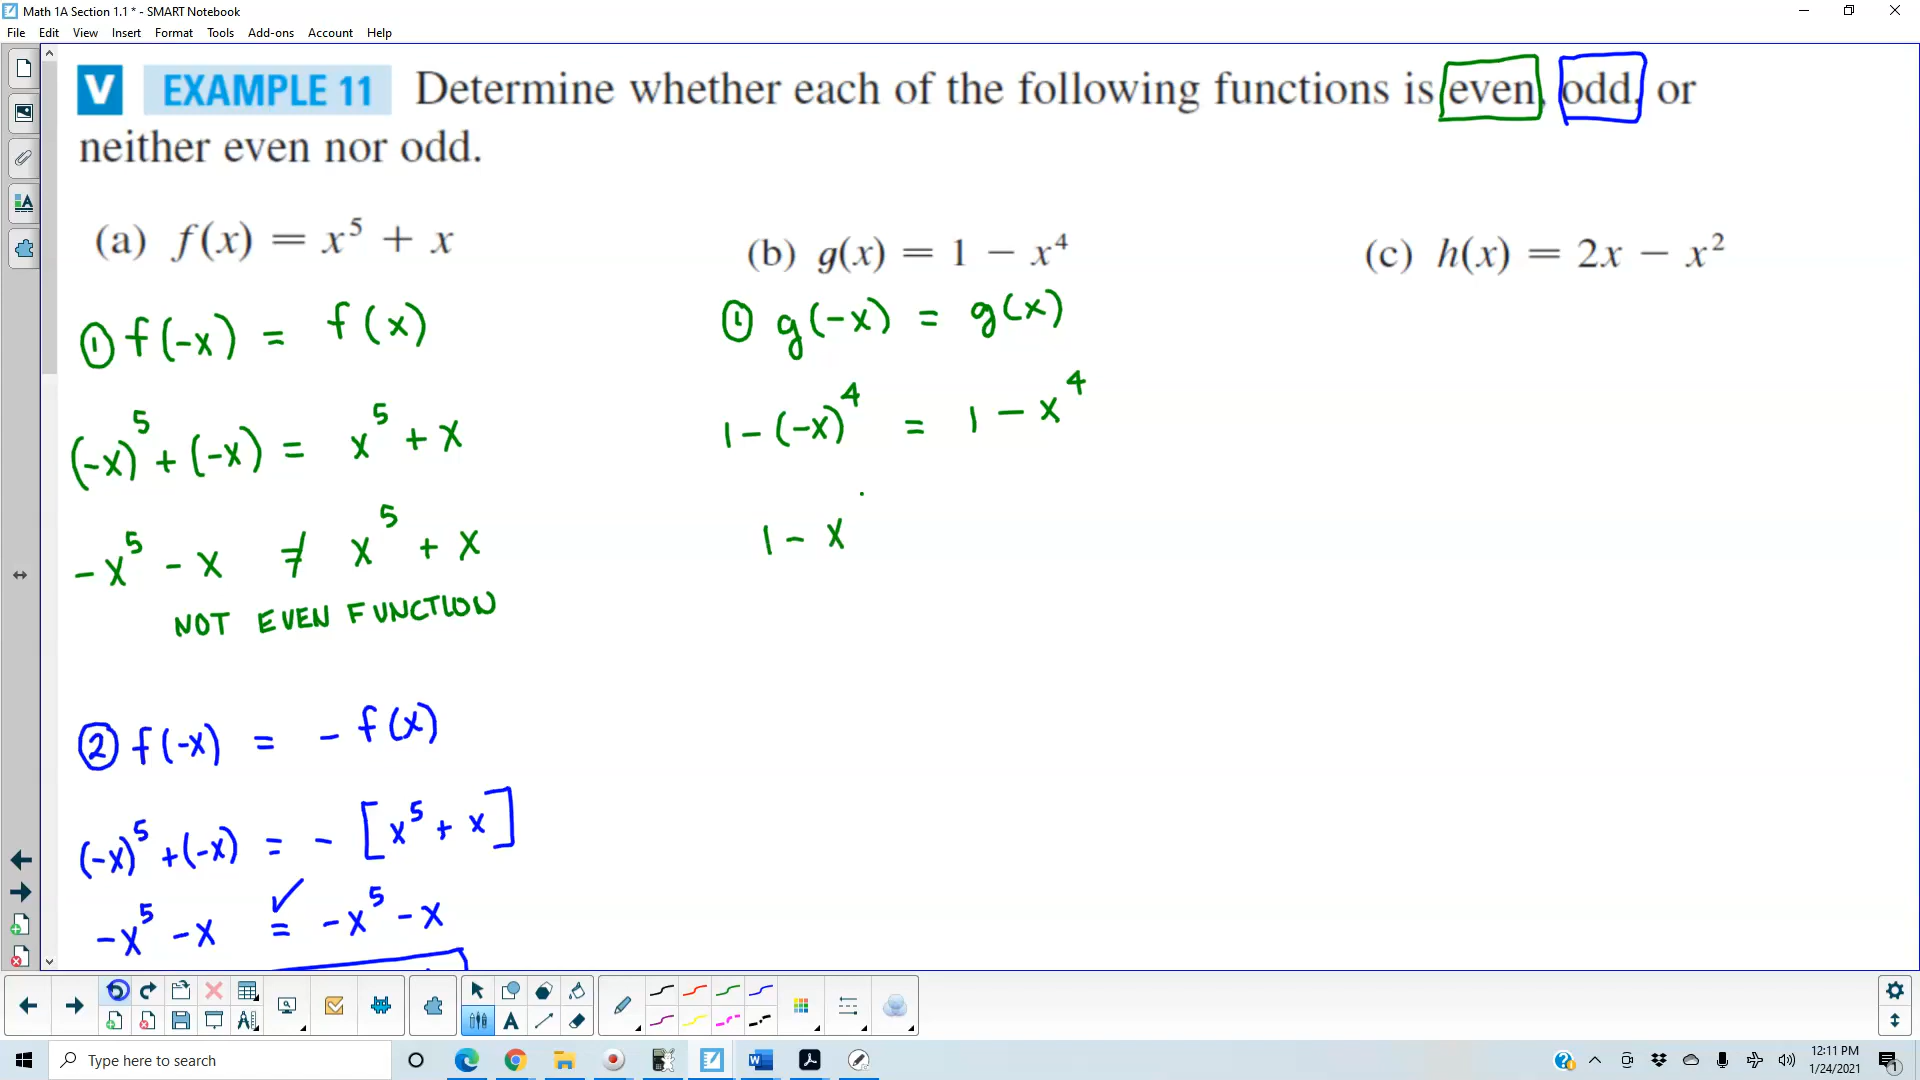 Math 1A Section 1.1 * - SMART Notebook
File Edit View Insert Format Tools Add-ons Account Help
V EXAMPLE 11 Determine whether each of the following functions is even, odd, or
neither even nor odd.
(a) f(x) = x⁵ + x
① f(-x) = f(x)
(-x)⁵ + (-x) = x⁵ + x
-x⁵ - x ≠ x⁵ + x
NOT EVEN FUNCTION
② f(-x) = - f(x)
(-x)⁵ + (-x) = - [x⁵ + x]
✓
-x⁵ - x = -x⁵ - x
(b) g(x) = 1 − x⁴
① g(-x) = g(x)
1 - (-x)⁴ = 1 - x⁴
1 - x
(c) h(x) = 2x − x²
Type here to search
12:11 PM
1/24/2021
1